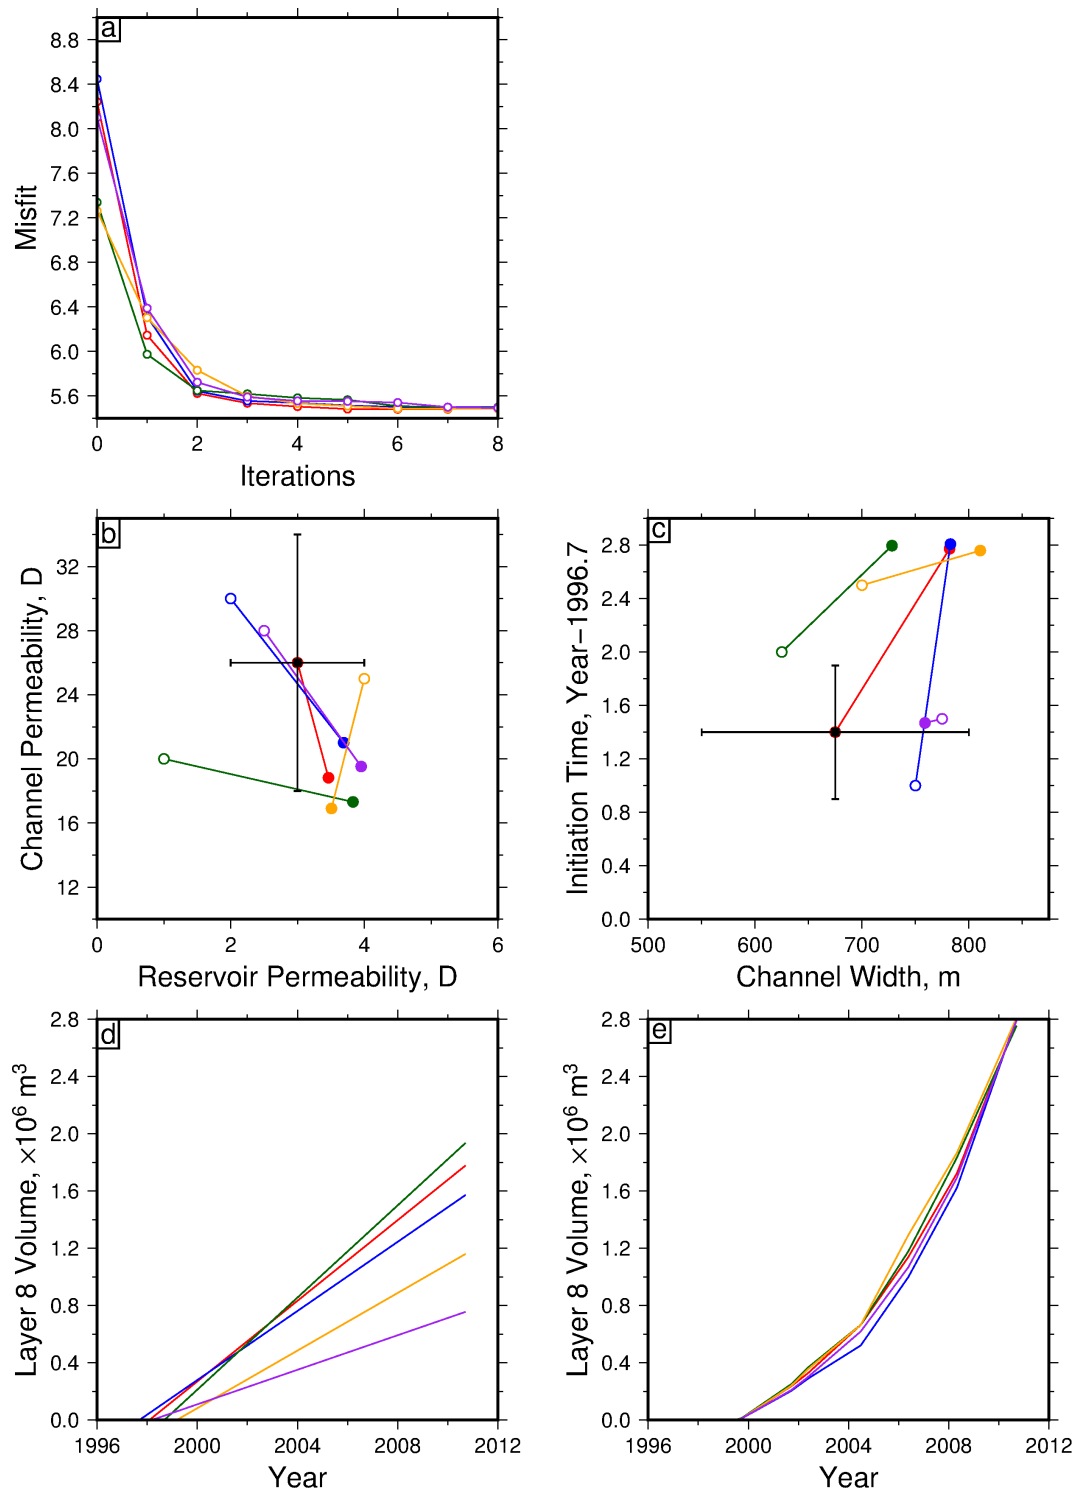 a
8.8
8.4
8.0
7.6
7.2
6.8
6.4
6.0
5.6
Misfit
0 2 4 6 8
Iterations
b
32
28
24
20
16
12
Channel Permeability, D
0 2 4 6
Reservoir Permeability, D
c
2.8
2.4
2.0
1.6
1.2
0.8
0.4
0.0
Initiation Time, Year−1996.7
500 600 700 800
Channel Width, m
d
2.8
2.4
2.0
1.6
1.2
0.8
0.4
0.0
Layer 8 Volume, ×10⁶ m³
1996 2000 2004 2008 2012
Year
e
2.8
2.4
2.0
1.6
1.2
0.8
0.4
0.0
Layer 8 Volume, ×10⁶ m³
1996 2000 2004 2008 2012
Year